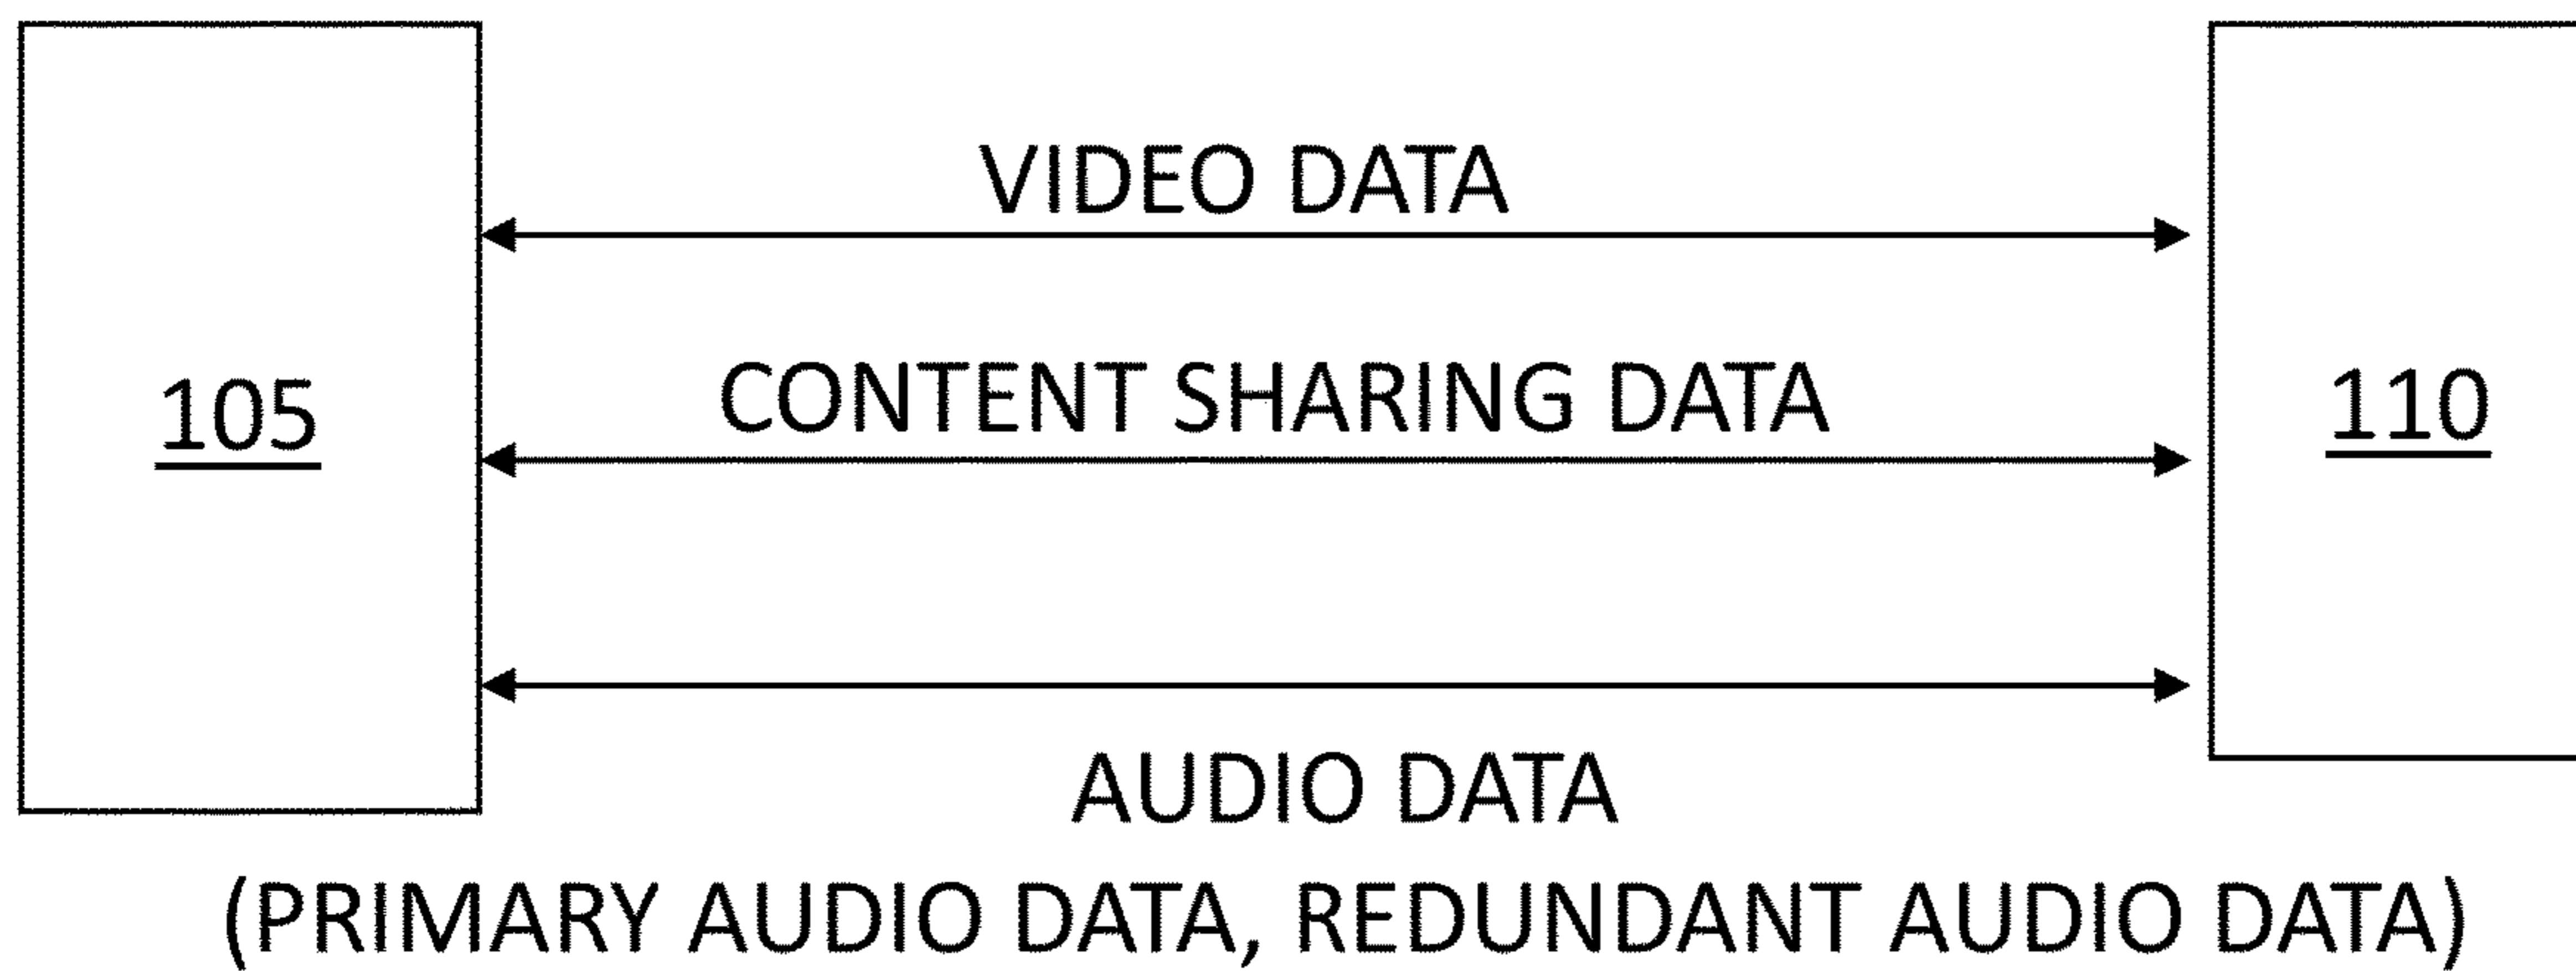 VIDEO DATA
105
CONTENT SHARING DATA
110
AUDIO DATA
(PRIMARY AUDIO DATA, REDUNDANT AUDIO DATA)